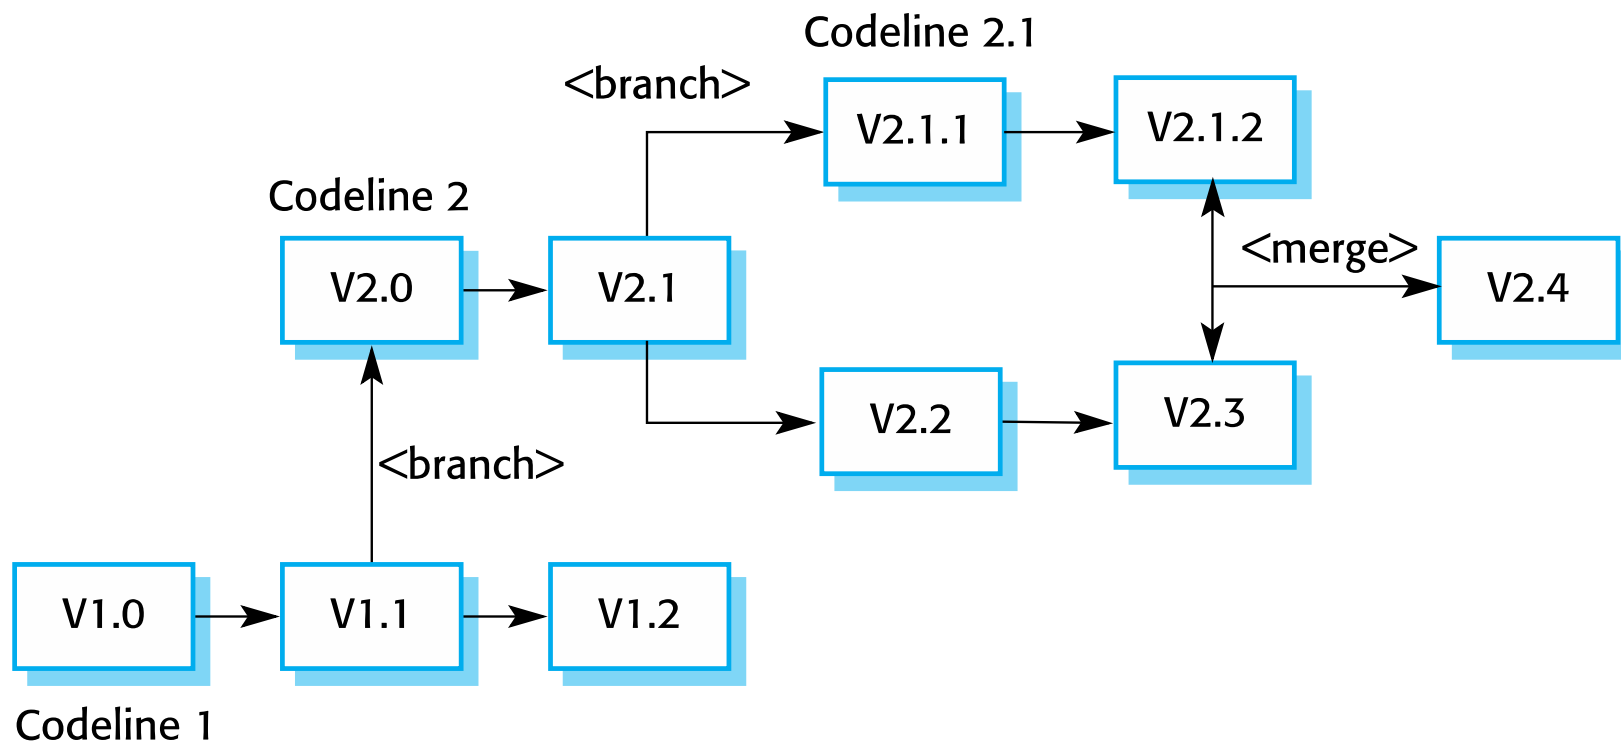 Codeline 2.1
<branch>
V2.1.1
V2.1.2
Codeline 2
<merge>
V2.0
V2.1
V2.4
V2.2
V2.3
<branch>
V1.0
V1.1
V1.2
Codeline 1